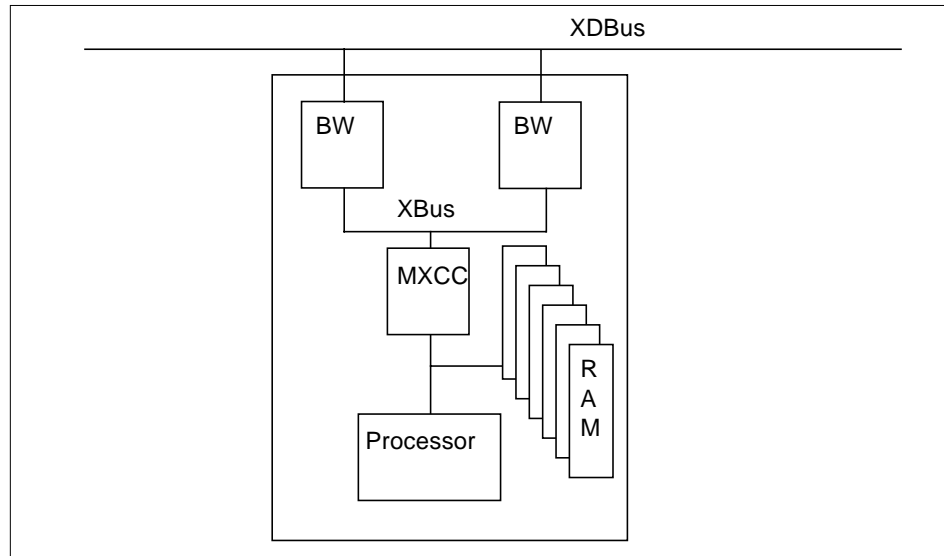 XDBus
BW
BW
XBus
MXCC
R
A
M
Processor